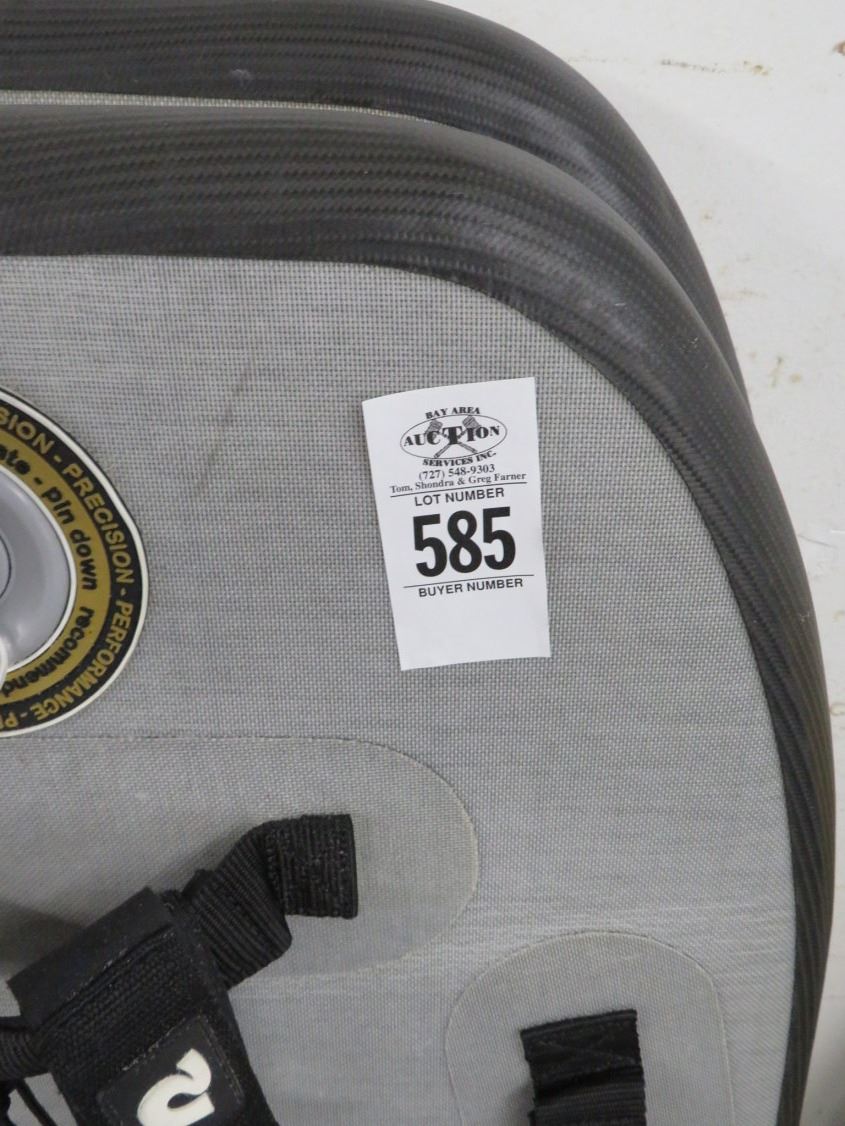 BAY AREA
AUCTION
SERVICES INC.
(727) 548-9303
Tom, Shondra & Greg Farner
LOT NUMBER
585
BUYER NUMBER
SION - PRECISION - PERFORMANCE - P
pin down recommend